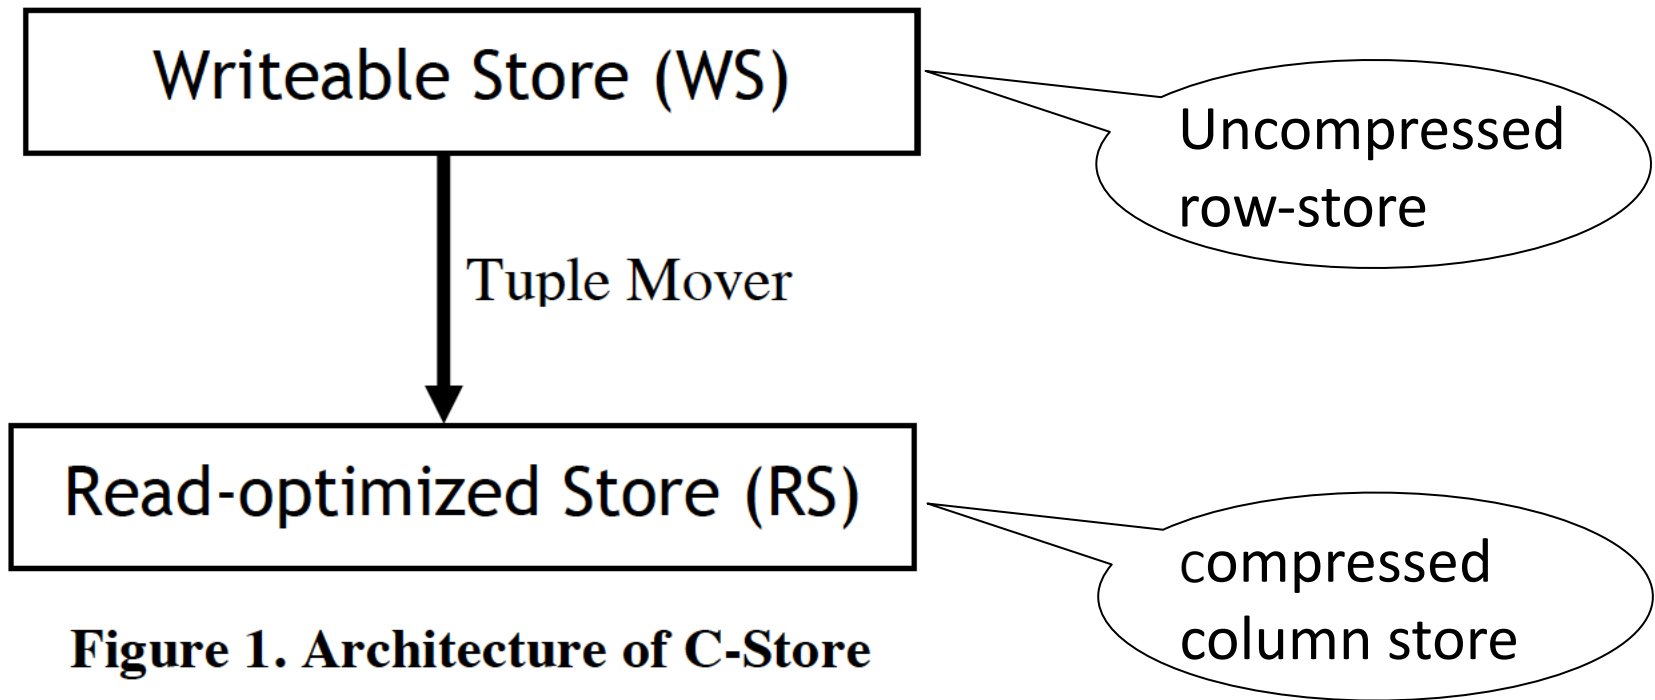 Writeable Store (WS)
Uncompressed
row-store
Tuple Mover
Read-optimized Store (RS)
compressed
column store
Figure 1. Architecture of C-Store